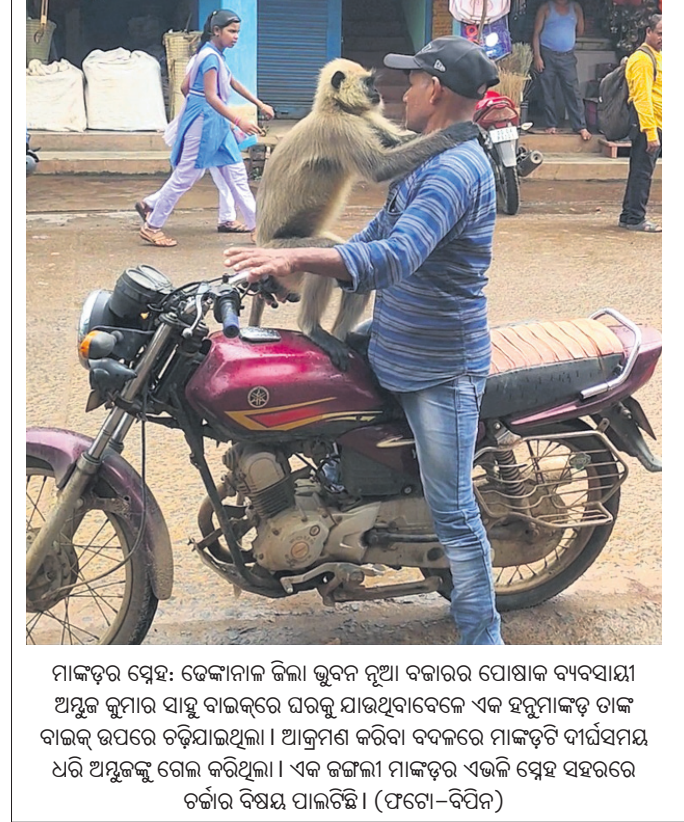 ମାଙ୍କଡ଼ର ସ୍ନେହ: ଢେଙ୍କାନାଳ ଜିଲା ଭୁବନ ନୂଆ ବଜାରର ପୋଷାକ ବ୍ୟବସାୟୀ
ଅମ୍ବୁଜ କୁମାର ସାହୁ ବାଇକ୍‌ରେ ଘରକୁ ଯାଉଥିବାବେଳେ ଏକ ହନୁମାଙ୍କଡ଼ ତାଙ୍କ
ବାଇକ୍ ଉପରେ ଚଢ଼ିଯାଇଥିଲା। ଆକ୍ରମଣ କରିବା ବଦଳରେ ମାଙ୍କଡ଼ଟି ଦୀର୍ଘସମୟ
ଧରି ଅମ୍ବୁଜଙ୍କୁ ଗେଲ କରିଥିଲା। ଏକ ଜଙ୍ଗଲୀ ମାଙ୍କଡ଼ର ଏଭଳି ସ୍ନେହ ସହରରେ
ଚର୍ଚ୍ଚାର ବିଷୟ ପାଲଟିଛି। (ଫଟୋ-ବିପିନ)